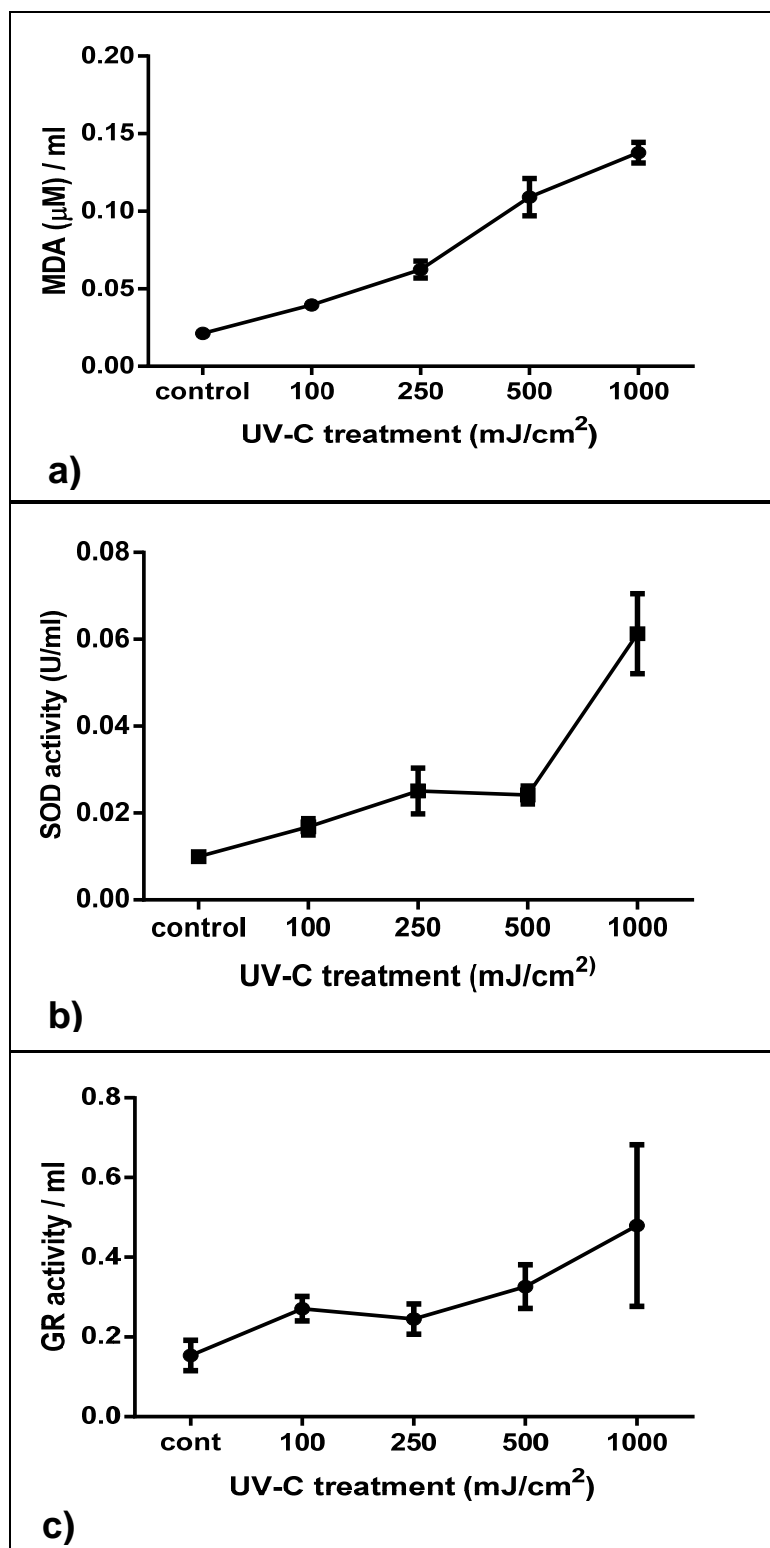 0.20
0.15
0.10
0.05
0.00
MDA (μM) / ml
control 100 250 500 1000
UV-C treatment (mJ/cm²)
a)
0.08
0.06
0.04
0.02
0.00
SOD activity (U/ml)
control 100 250 500 1000
UV-C treatment (mJ/cm²⁾
b)
0.8
0.6
0.4
0.2
0.0
GR activity / ml
cont 100 250 500 1000
UV-C treatment (mJ/cm²)
c)